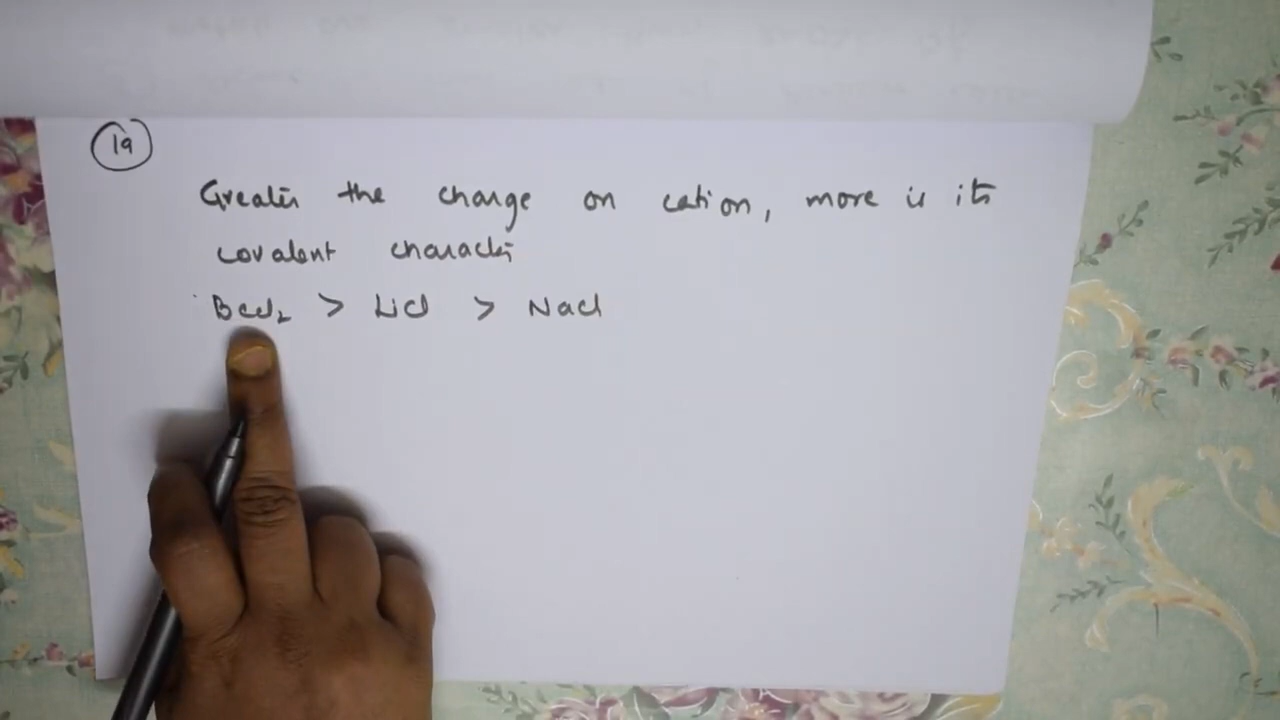 19
Greater the charge on cation, more is its
covalent character
BeCl2 > LiCl > NaCl